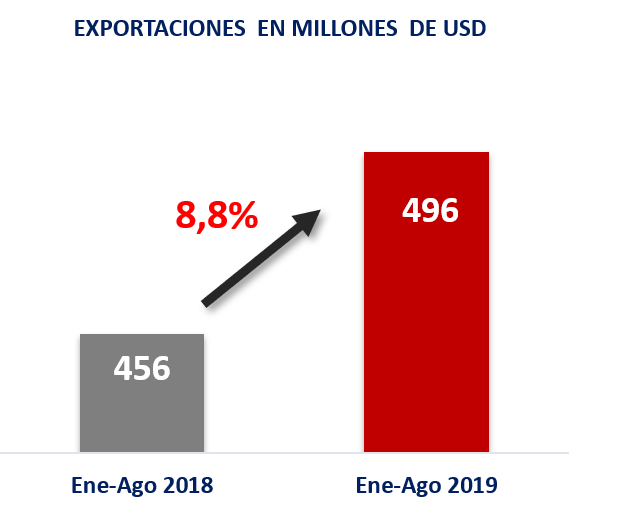 EXPORTACIONES EN MILLONES DE USD
8,8%
496
456
Ene-Ago 2018
Ene-Ago 2019